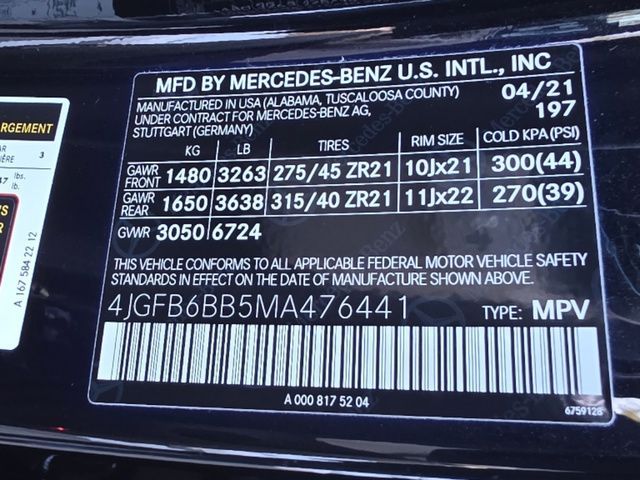 MFD BY MERCEDES-BENZ U.S. INTL., INC
MANUFACTURED IN USA (ALABAMA, TUSCALOOSA COUNTY) 04/21
UNDER CONTRACT FOR MERCEDES-BENZ AG, 197
STUTTGART (GERMANY)
KG LB TIRES RIM SIZE COLD KPA (PSI)
GAWR FRONT 1480 3263 275/45 ZR21 10Jx21 300(44)
GAWR REAR 1650 3638 315/40 ZR21 11Jx22 270(39)
GVWR 3050 6724
THIS VEHICLE CONFORMS TO ALL APPLICABLE FEDERAL MOTOR VEHICLE SAFETY
STANDARDS IN EFFECT ON THE DATE OF MANUFACTURE SHOWN ABOVE.
4JGFB6BB5MA476441 TYPE: MPV
A 000 817 52 04
6759128
ARGEMENT
3
lb.
A 167 584 22 12